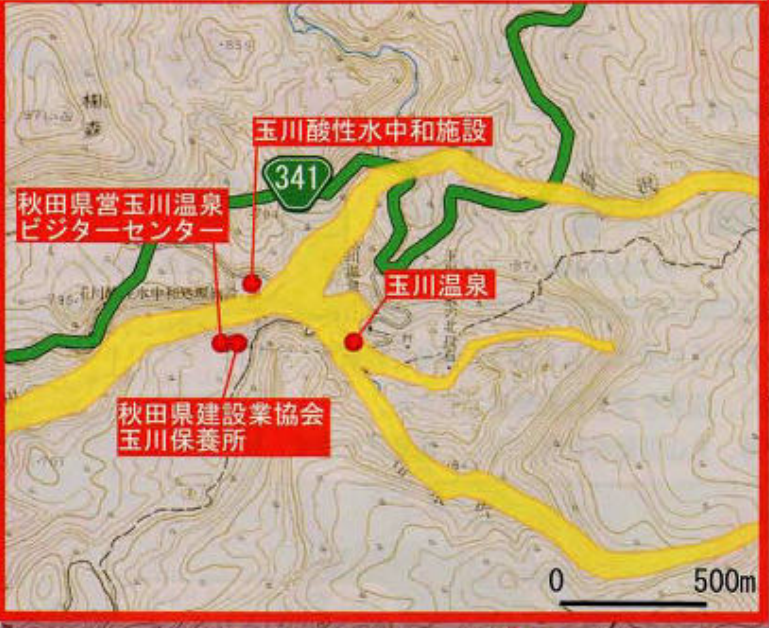 玉川酸性水中和施設
341
秋田県営玉川温泉
ビジターセンター
玉川温泉
秋田県建設業協会
玉川保養所
0 500m